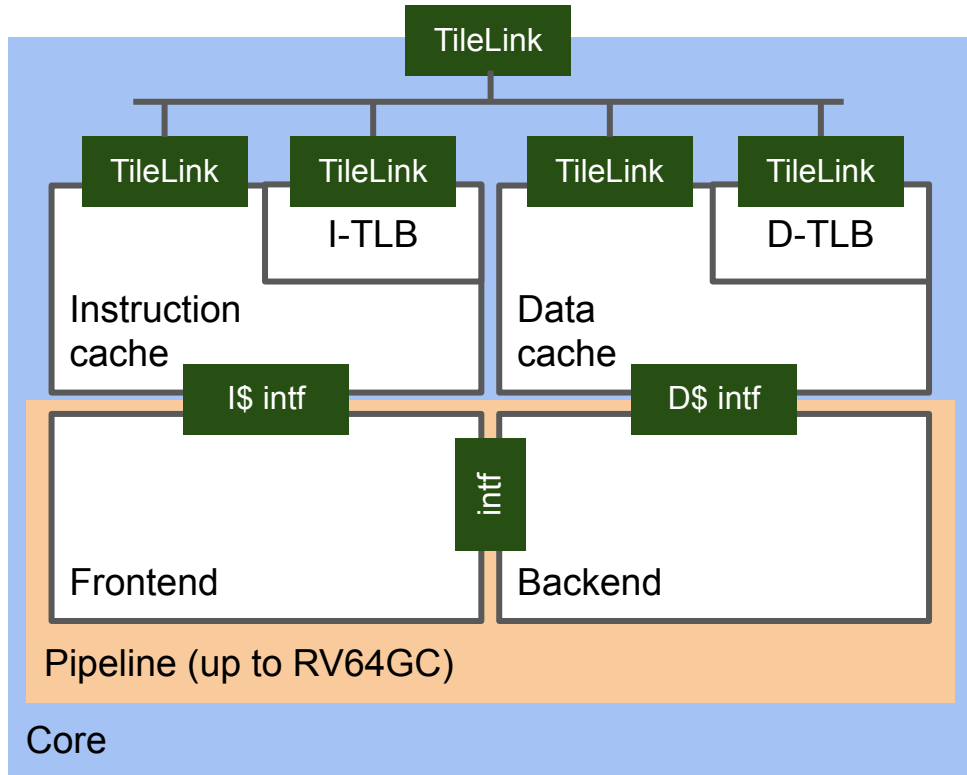 TileLink
TileLink
TileLink
TileLink
TileLink
I-TLB
D-TLB
Instruction
cache
Data
cache
I$ intf
D$ intf
intf
Frontend
Backend
Pipeline (up to RV64GC)
Core